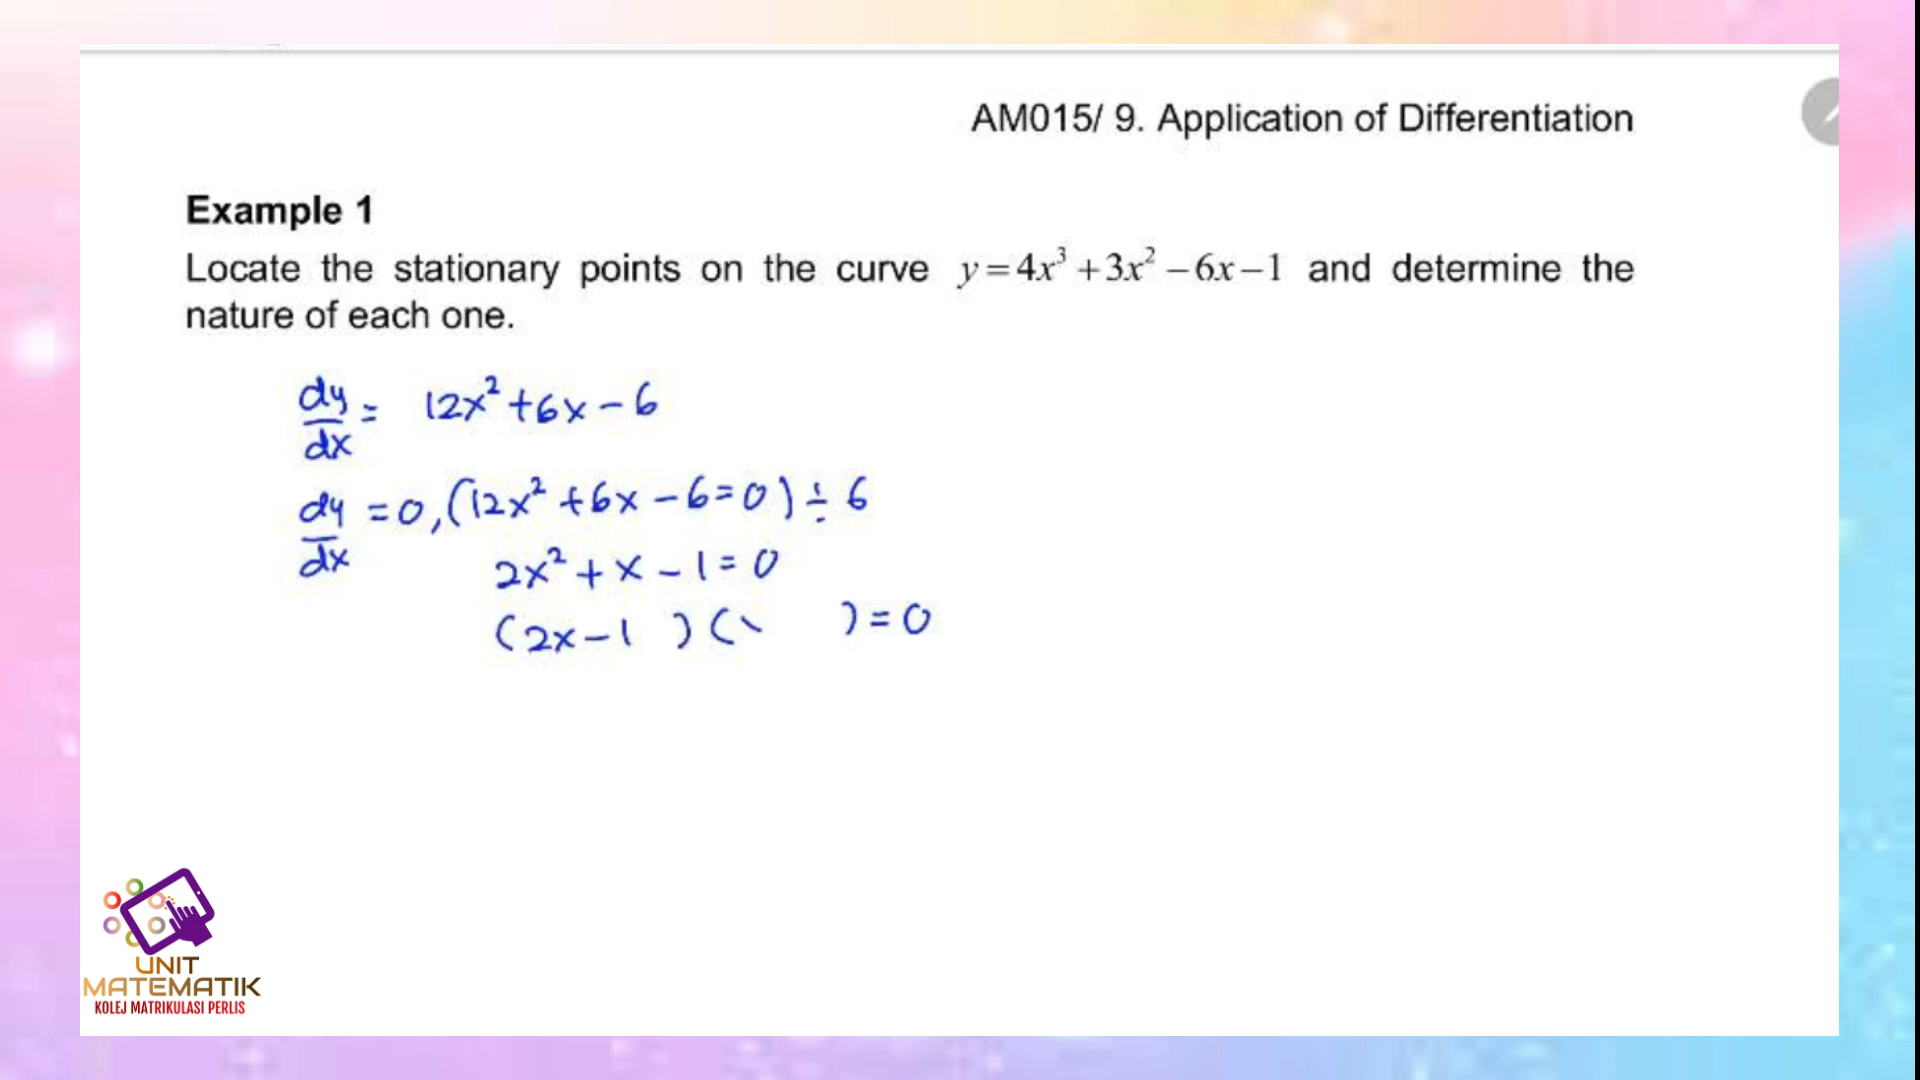 AM015/ 9. Application of Differentiation
Example 1
Locate the stationary points on the curve y=4x³+3x²−6x−1 and determine the
nature of each one.
dy/dx = 12x²+6x−6
dy/dx =0, (12x²+6x−6=0) ÷ 6
2x²+x−1=0
(2x−1 ) ( )=0
UNIT
MATEMATIK
KOLEJ MATRIKULASI PERLIS